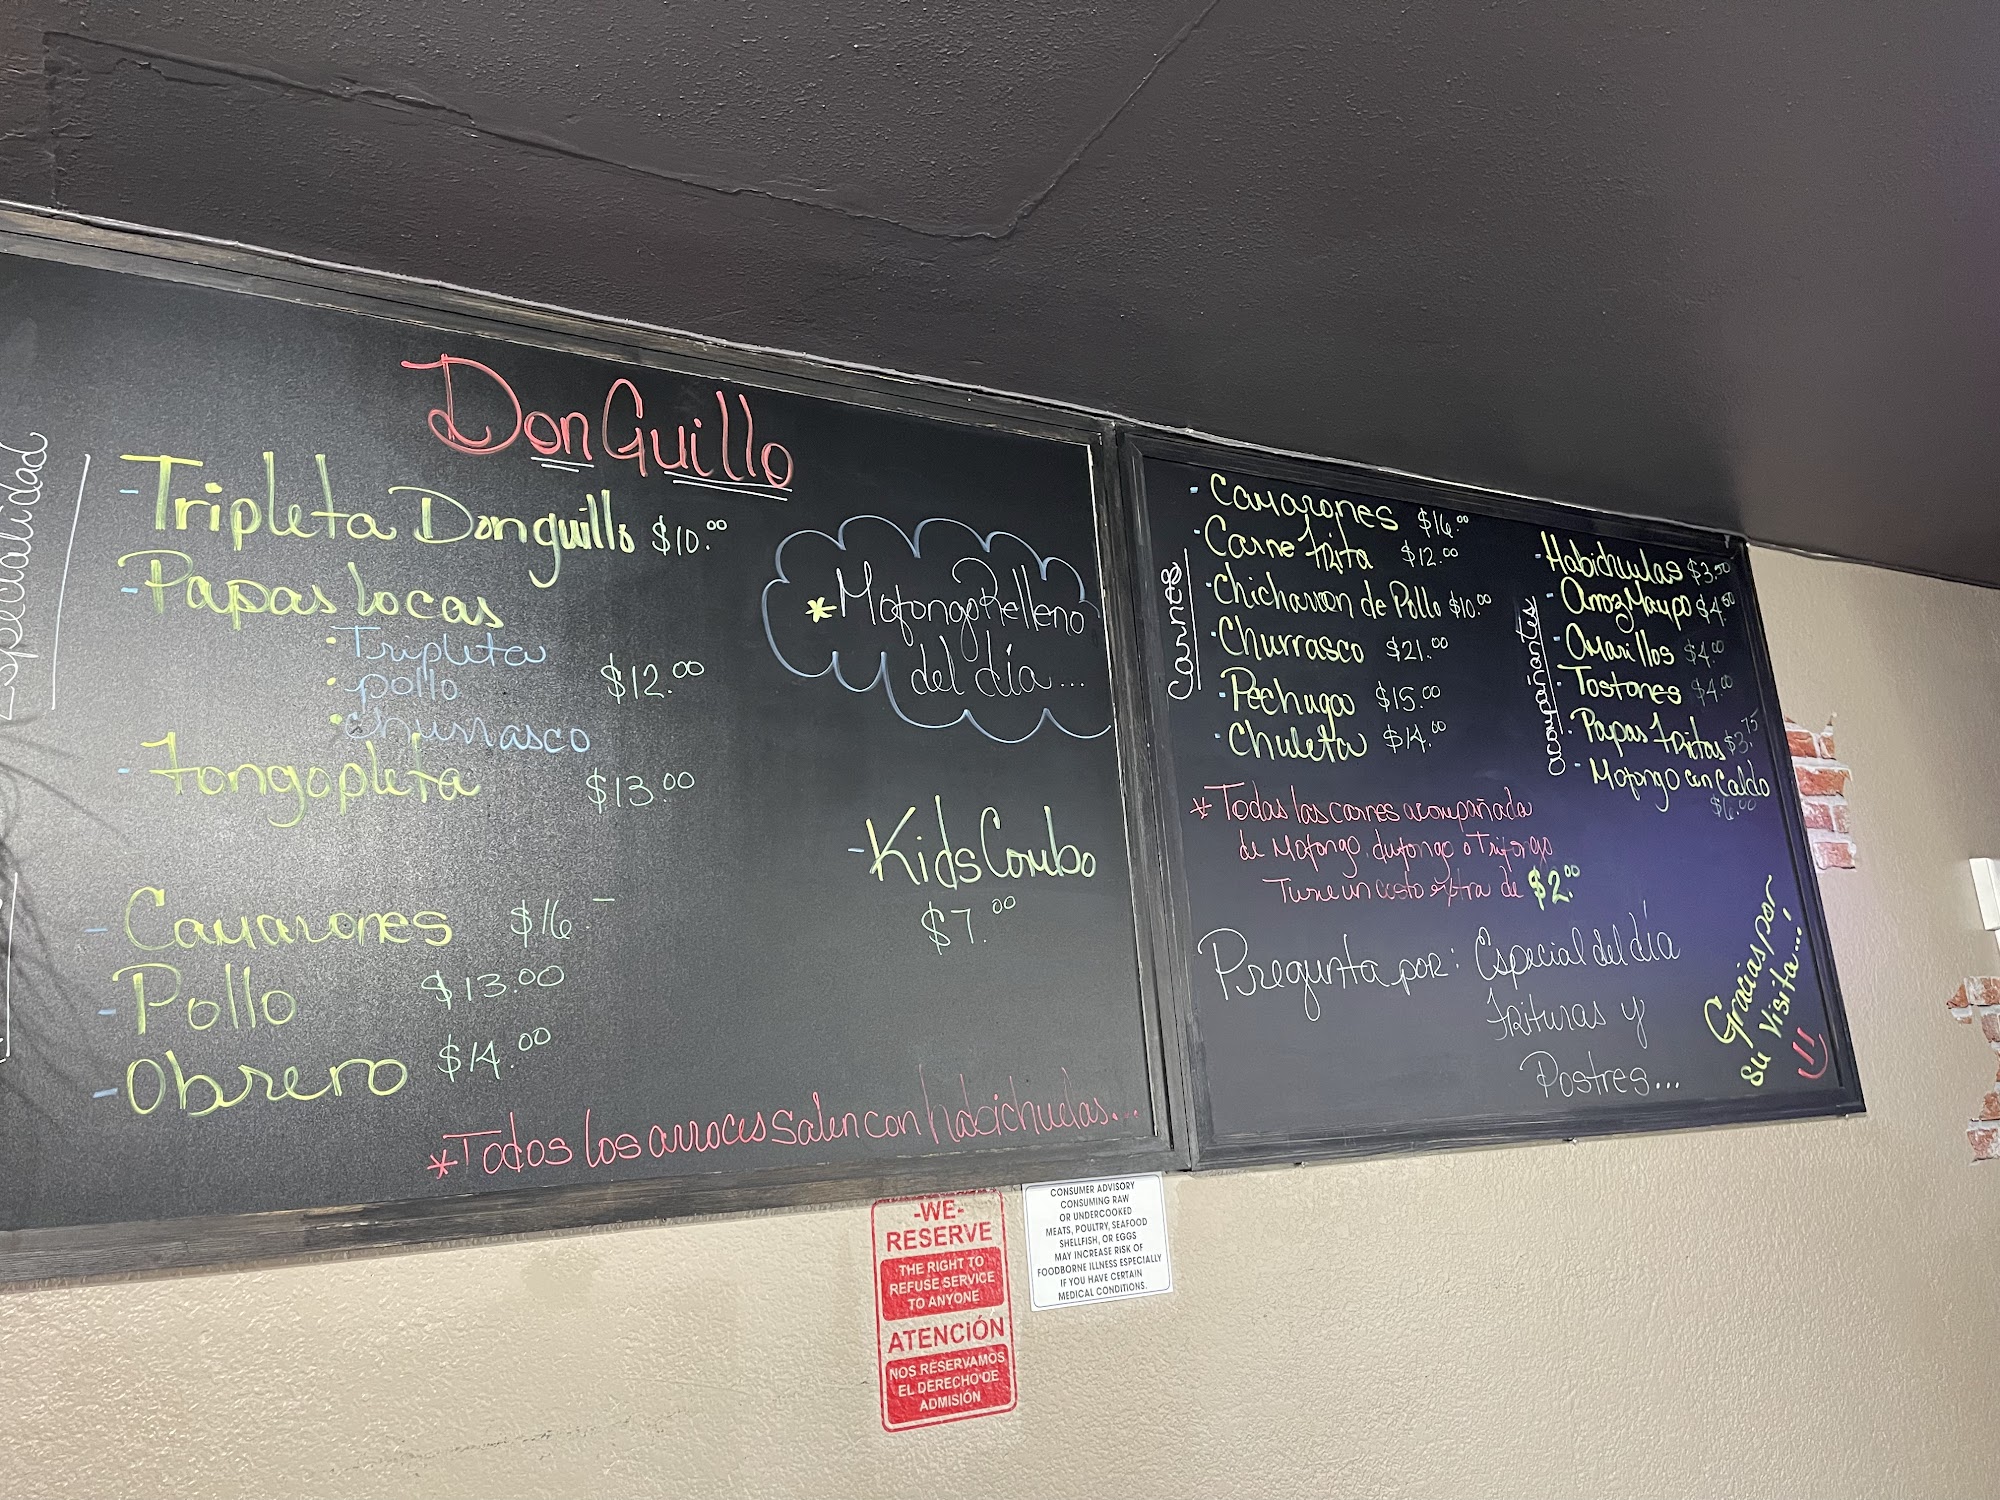 Especialidad
Don Guillo
- Tripleta Donguillo $10.00
- Papas locas
• Tripleta
• pollo $12.00
• churrasco
- Fongopleta $13.00
* Mofongo Relleno
del día...
- Kids Combo
$7.00
- Camarones $16.-
- Pollo $13.00
- Obrero $14.00
*Todos los arroces salen con habichuelas...
Carnes
- Camarones $16.00
- Carne Frita $12.00
- Chicharron de Pollo $10.00
- Churrasco $21.00
- Pechuga $15.00
- Chuleta $14.00
acompañantes
- Habichuelas $3.50
- Arroz Mampo $4.50
- Amarillos $4.00
- Tostones $4.00
- Papas Fritas $3.75
- Mofongo con Caldo
$6.00
* Todas las carnes acompañada
de Mofongo, o Trifongo
Tiene un costo extra de $2.00
Pregunta por: Especial del día
Frituras y
Postres...
Gracias por
su Visita...!
-WE-
RESERVE
THE RIGHT TO
REFUSE SERVICE
TO ANYONE
ATENCIÓN
NOS RESERVAMOS
EL DERECHO DE
ADMISIÓN
CONSUMER ADVISORY
CONSUMING RAW
OR UNDERCOOKED
MEATS, POULTRY, SEAFOOD
SHELLFISH, OR EGGS
MAY INCREASE RISK OF
FOODBORNE ILLNESS ESPECIALLY
IF YOU HAVE CERTAIN
MEDICAL CONDITIONS.